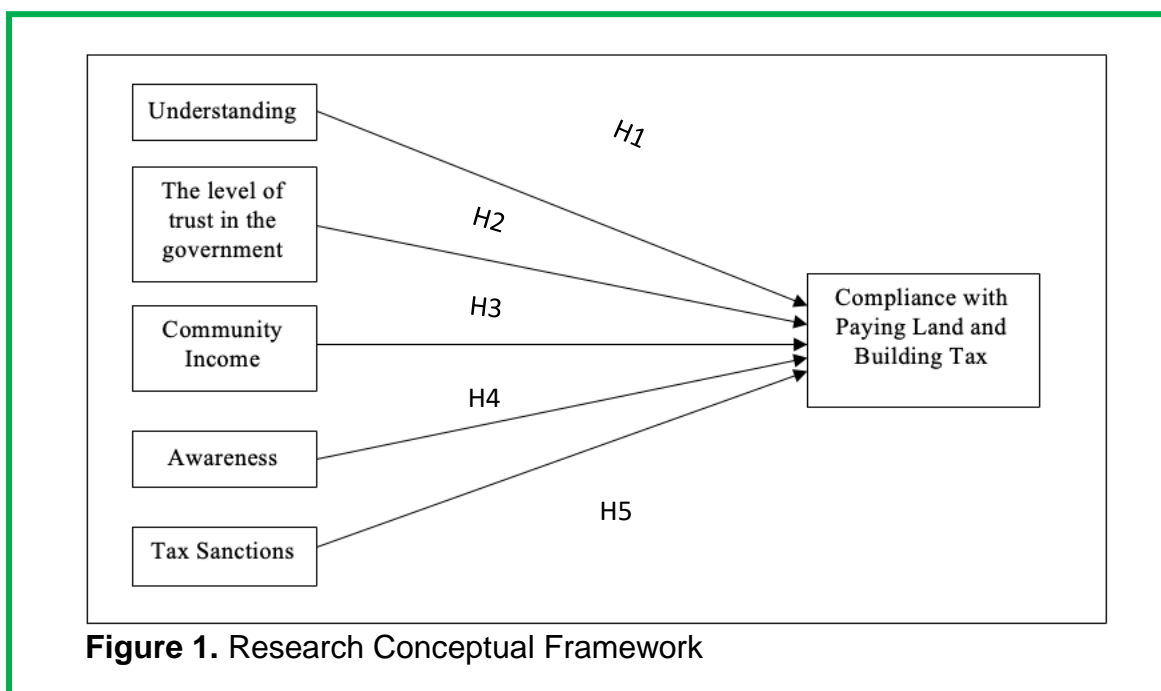 Understanding
H1
The level of
trust in the
government
H2
Community
Income
H3
Compliance with
Paying Land and
Building Tax
Awareness
H4
Tax Sanctions
H5
Figure 1. Research Conceptual Framework